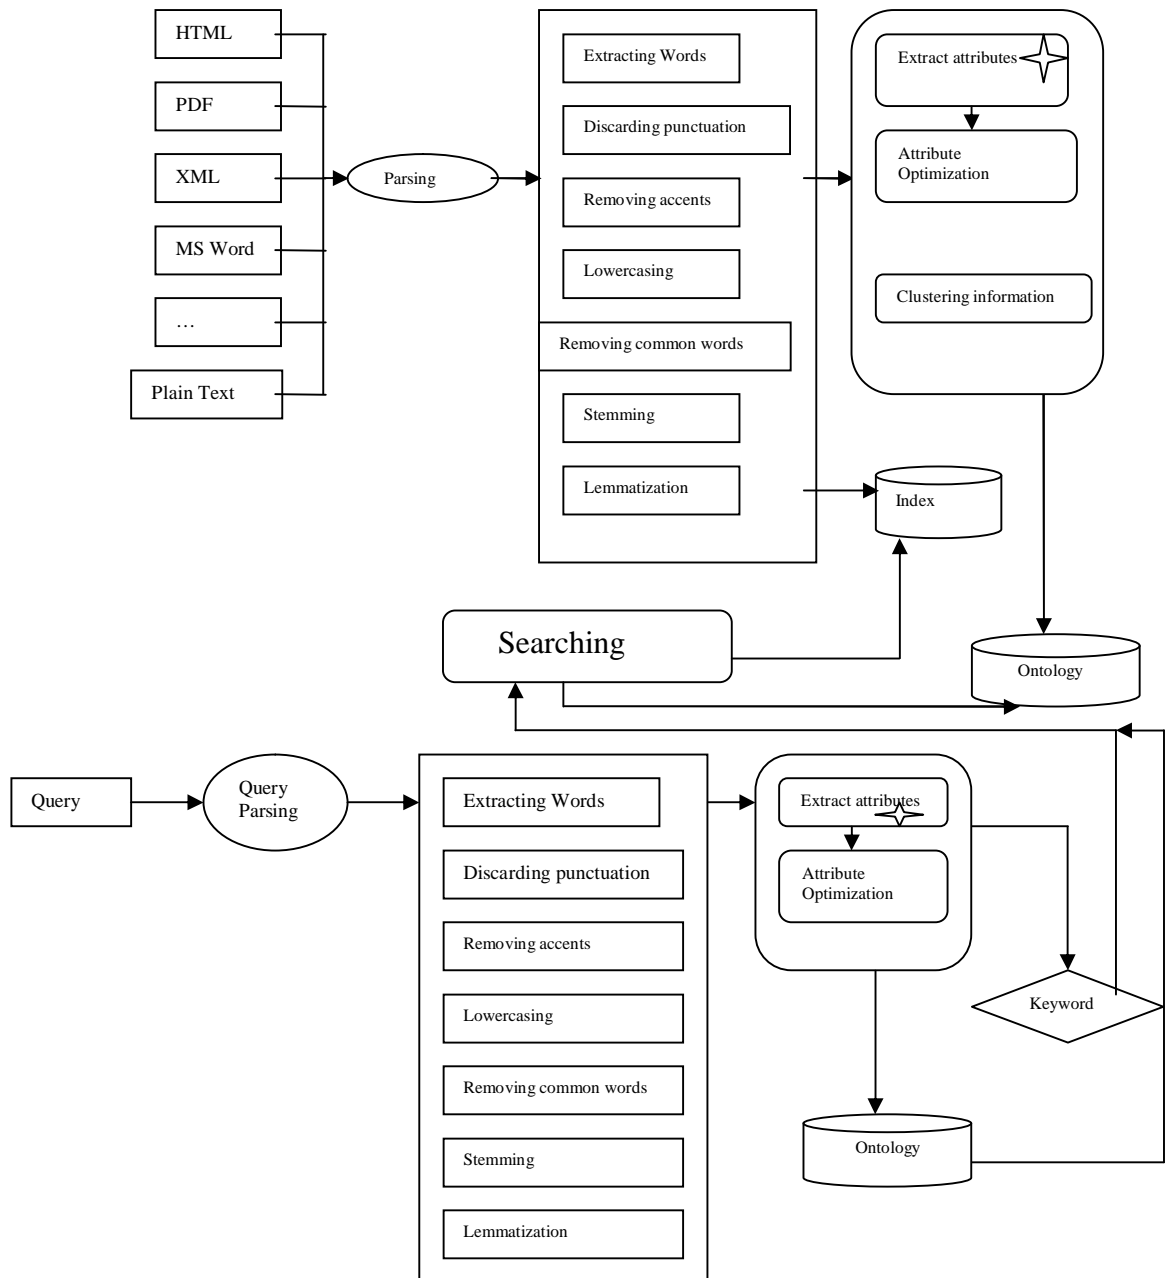 HTML
PDF
XML
MS Word
…
Plain Text
Parsing
Extracting Words
Discarding punctuation
Removing accents
Lowercasing
Removing common words
Stemming
Lemmatization
Extract attributes
Attribute
Optimization
Clustering information
Index
Ontology
Searching
Query
Query
Parsing
Extracting Words
Discarding punctuation
Removing accents
Lowercasing
Removing common words
Stemming
Lemmatization
Extract attributes
Attribute
Optimization
Keyword
Ontology